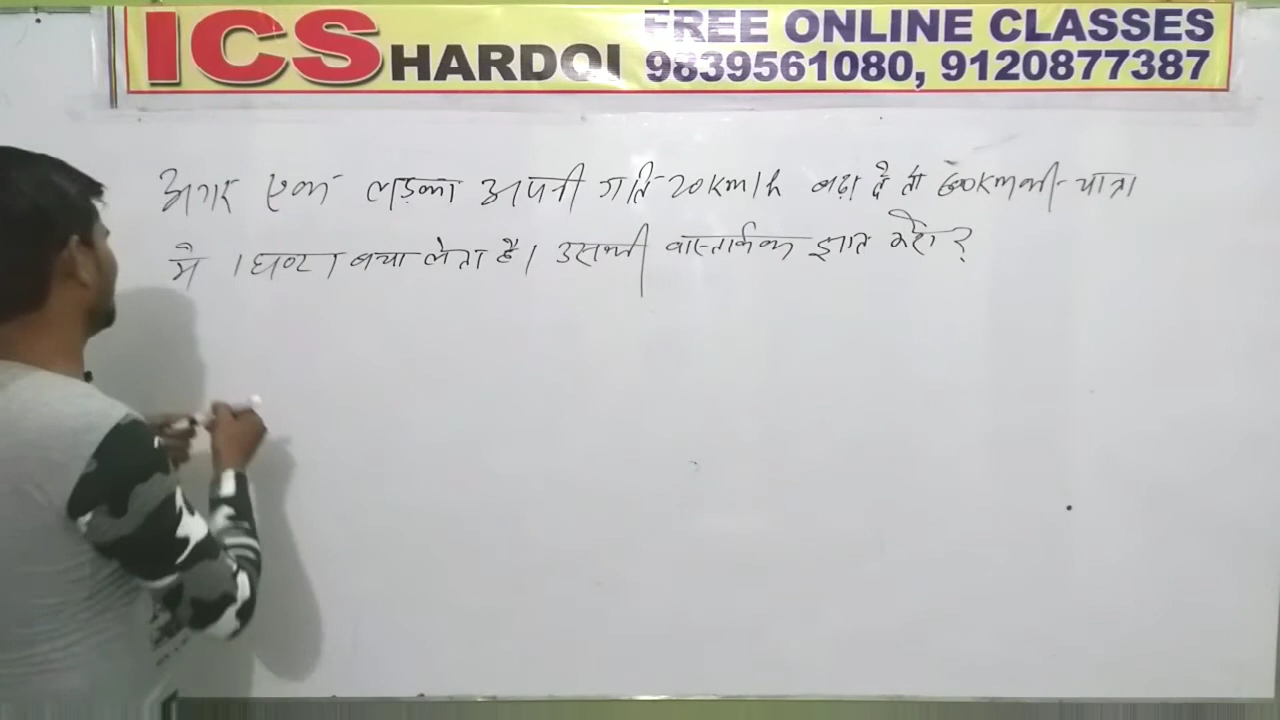 ICS HARDOI FREE ONLINE CLASSES
9839561080, 9120877387
अगर एक लड़का अपनी गति 20km/h बढ़ा दे तो 600km की यात्रा
मे 1 घण्टा बचा लेता है। उसकी वास्तविक ज्ञात करो?